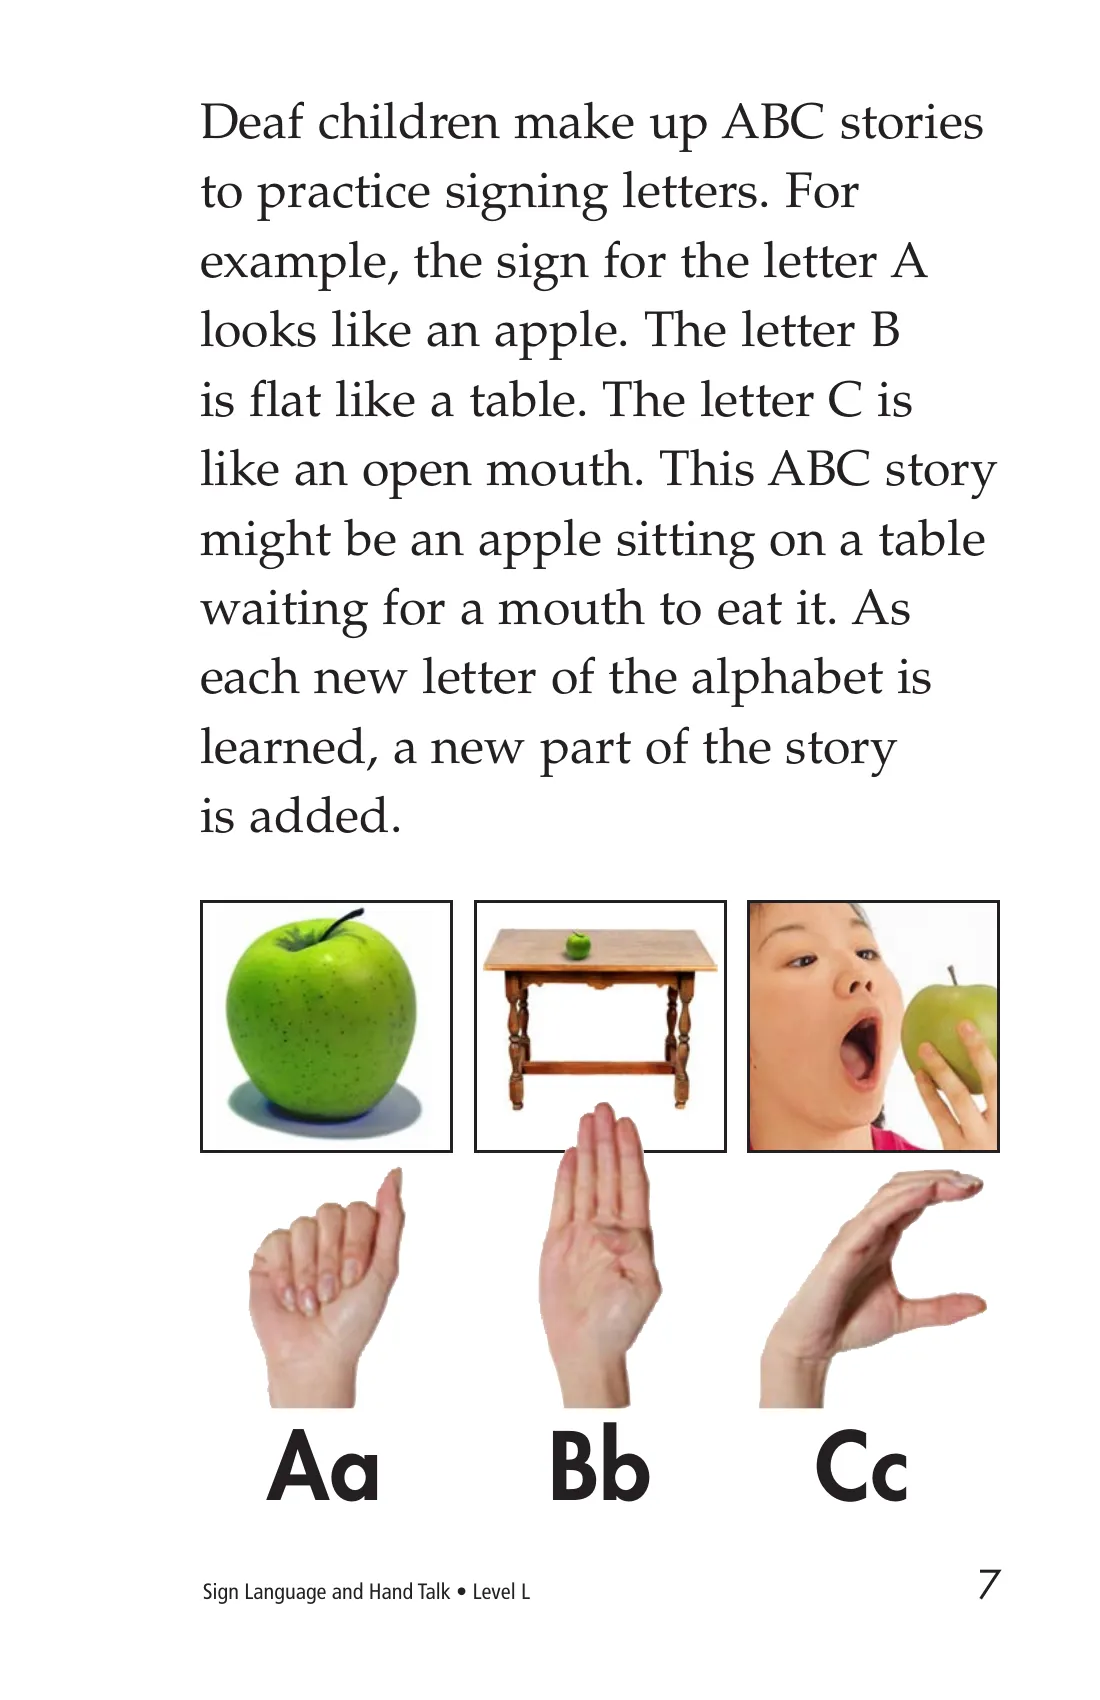 Deaf children make up ABC stories
to practice signing letters. For
example, the sign for the letter A
looks like an apple. The letter B
is flat like a table. The letter C is
like an open mouth. This ABC story
might be an apple sitting on a table
waiting for a mouth to eat it. As
each new letter of the alphabet is
learned, a new part of the story
is added.
Aa Bb Cc
Sign Language and Hand Talk • Level L 7